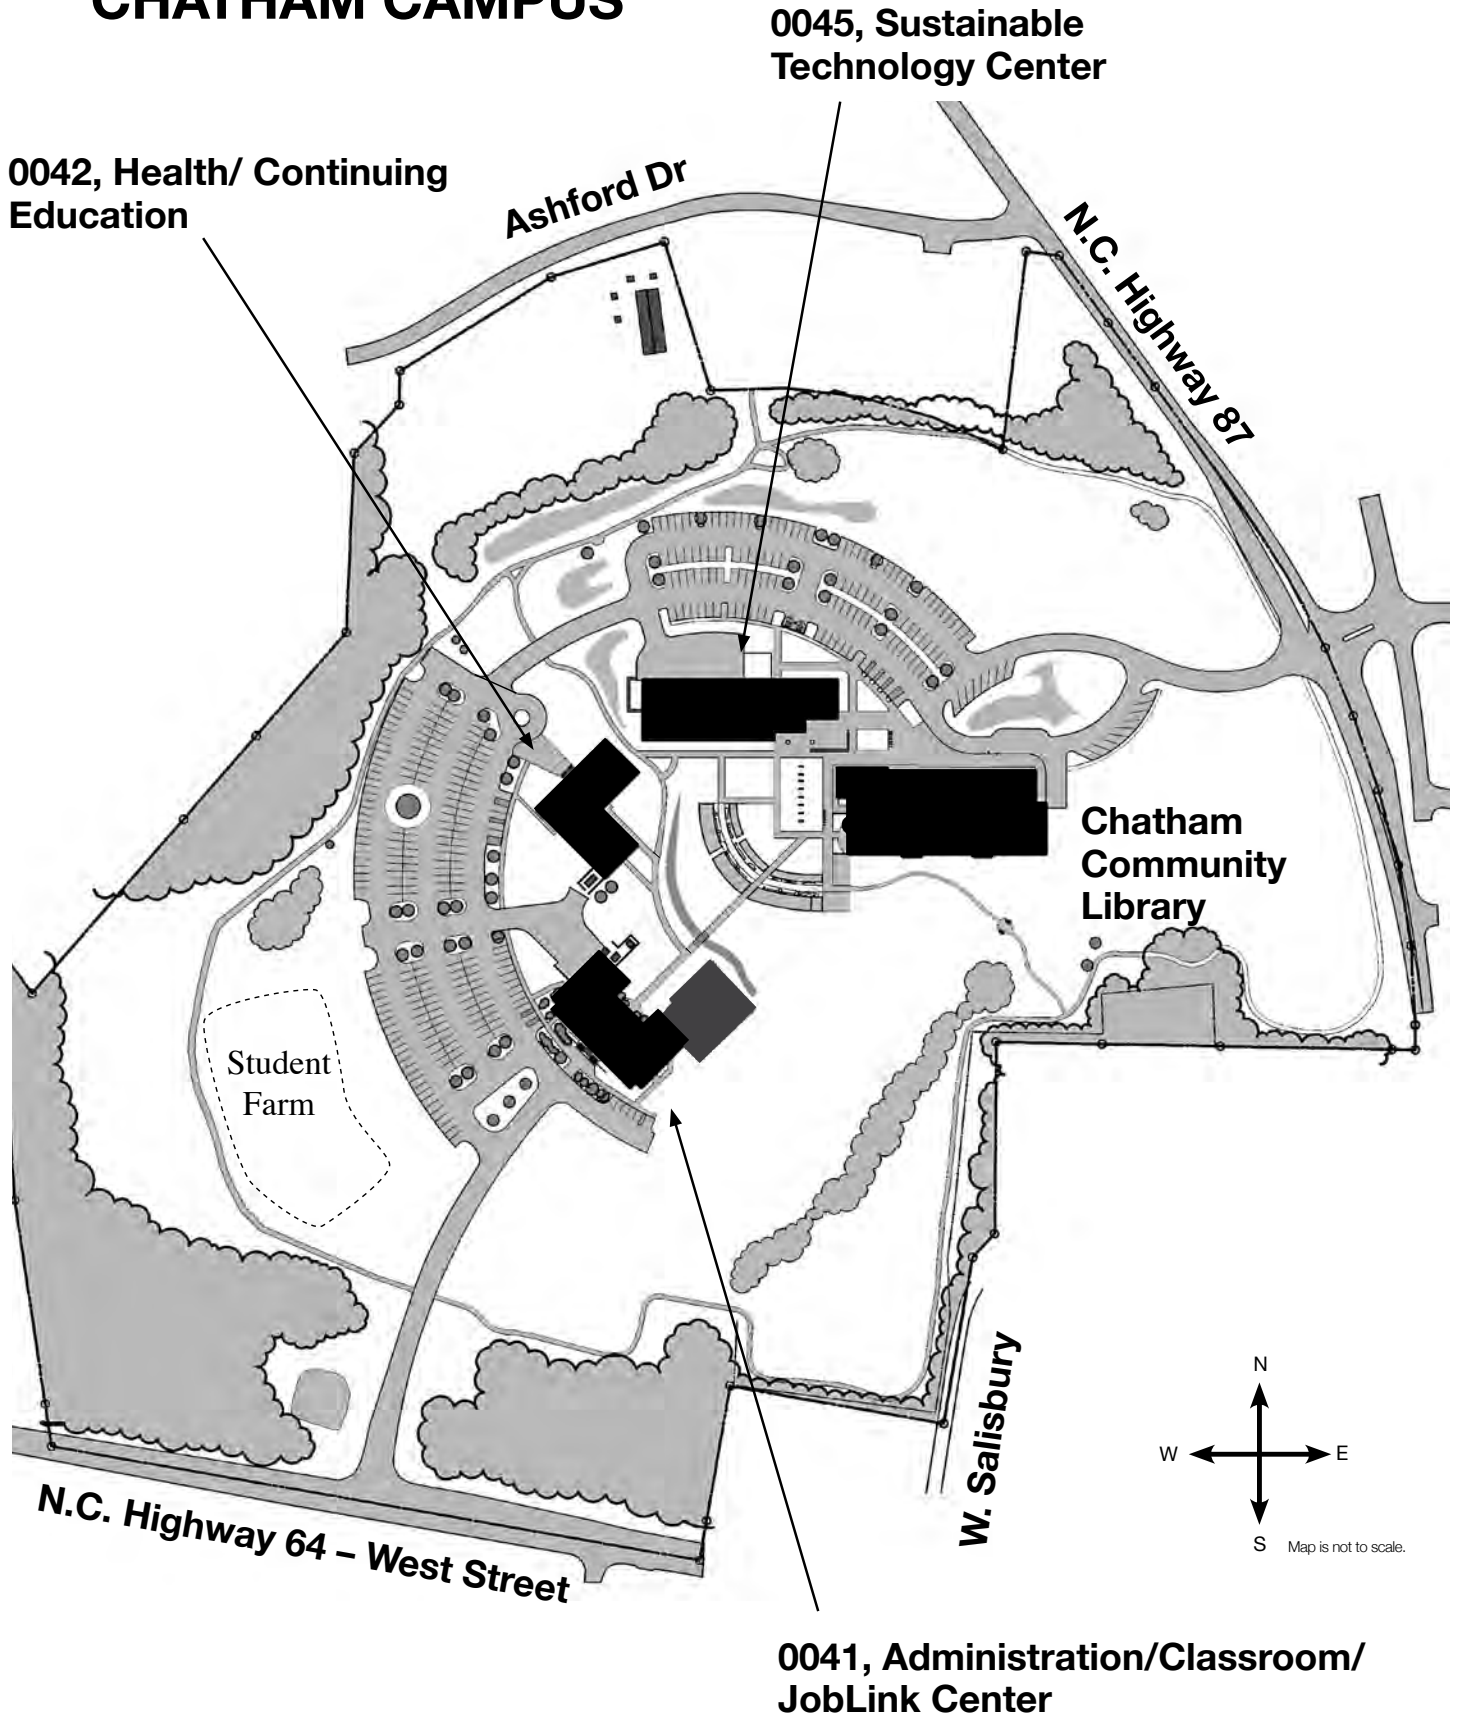 CHATHAM CAMPUS
0045, Sustainable
Technology Center
0042, Health/ Continuing
Education
Ashford Dr
N.C. Highway 87
Chatham
Community
Library
Student
Farm
W. Salisbury
N
W
E
S
Map is not to scale.
N.C. Highway 64 – West Street
0041, Administration/Classroom/
JobLink Center